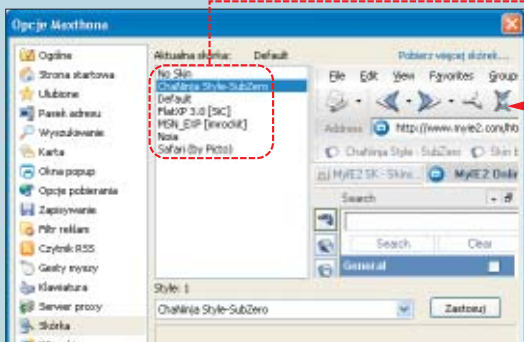 Opcje Maxthona
Ogólne
Strona startowa
Ulubione
Pasek adresu
Wyszukiwanie
Karta
Okna popup
Opcje pobierania
Zapisywanie
Filtr reklam
Czytnik RSS
Gesty myszy
Klawiatura
Serwer proxy
Skórka
Aktualna skórka: Default
Pobierz więcej skórek...
No Skin
ChaNinja Style-SubZero
Default
FlatXP 3.0 [SIC]
MSN_EXP [mrockit]
Noia
Safari (by Picto)
File Edit View Favorites Group
Address http://www.myie2.com/
ChaNinja Style - SubZero Skin
MyIE2 SK - Skins MyIE2 Onlin
Search
Search Clear
General
Style: 1
ChaNinja Style-SubZero
Zastosuj